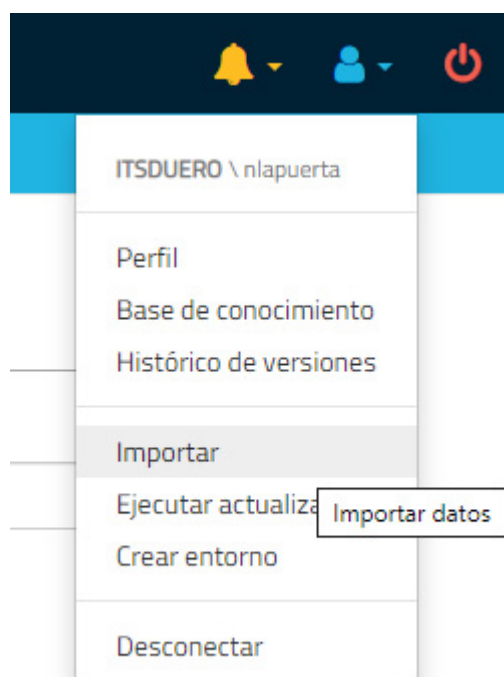 ITSDUERO \ nlapuerta
Perfil
Base de conocimiento
Histórico de versiones
Importar
Ejecutar actualiza
Importar datos
Crear entorno
Desconectar